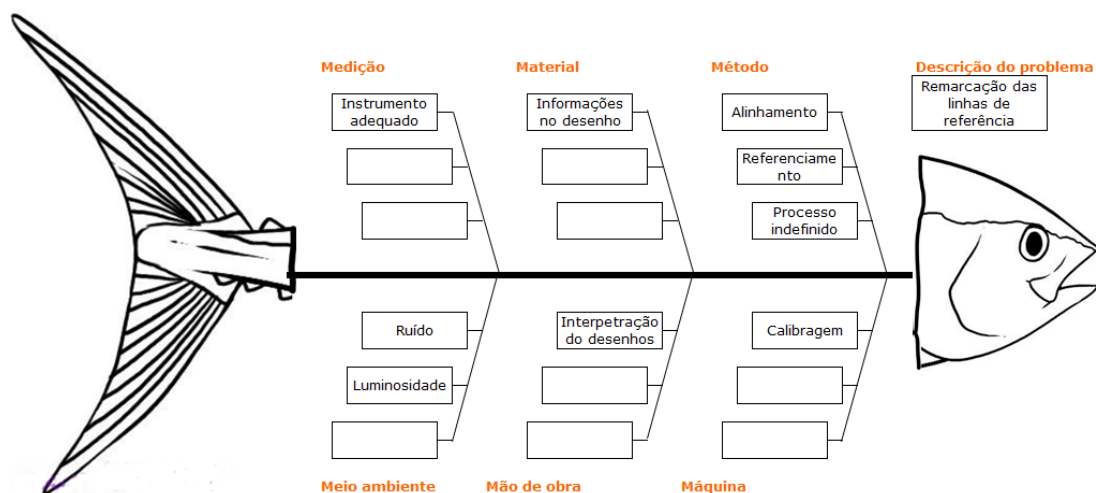 Medição
Material
Método
Descrição do problema
Instrumento
adequado
Informações
no desenho
Alinhamento
Remarcação das
linhas de
referência
Referenciame
nto
Processo
indefinido
Ruído
Interpetração
do desenhos
Calibragem
Luminosidade
Meio ambiente
Mão de obra
Máquina